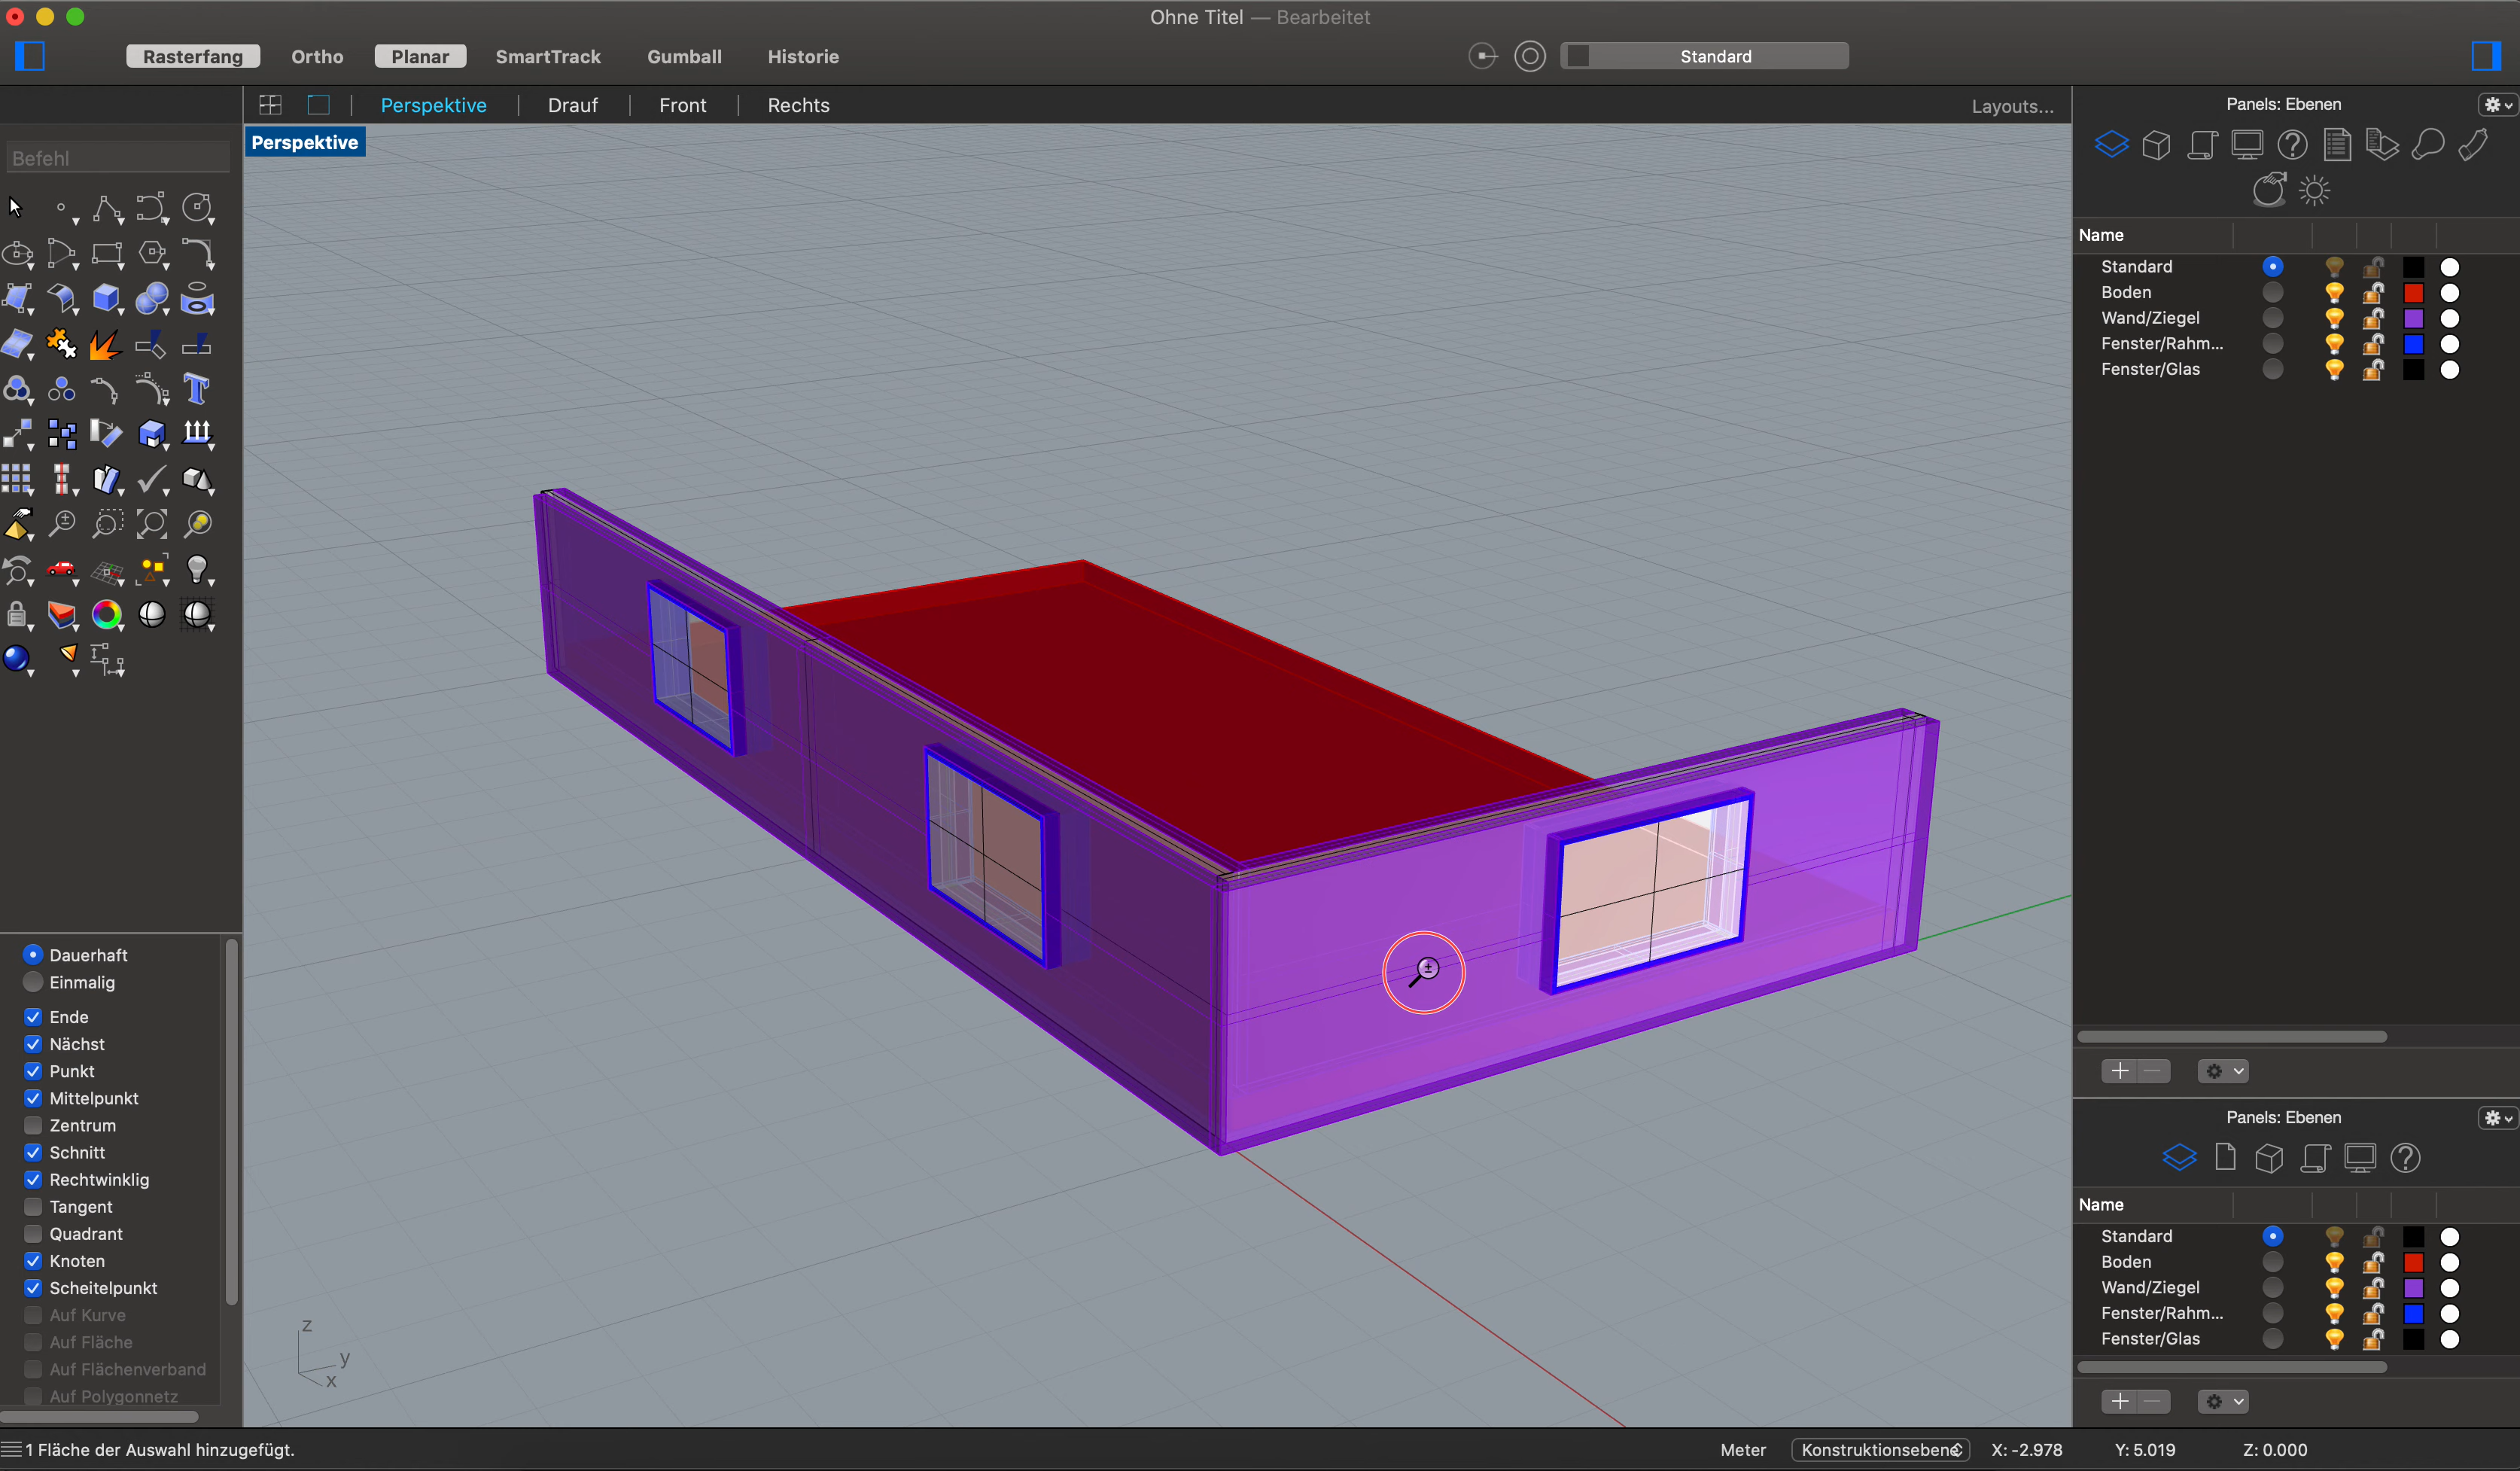 Ohne Titel — Bearbeitet
Rasterfang Ortho Planar SmartTrack Gumball Historie Standard
Perspektive Drauf Front Rechts Layouts...
Perspektive
Befehl
Dauerhaft
Einmalig
Ende
Nächst
Punkt
Mittelpunkt
Zentrum
Schnitt
Rechtwinklig
Tangent
Quadrant
Knoten
Scheitelpunkt
Auf Kurve
Auf Fläche
Auf Flächenverband
Auf Polygonnetz
z
y
x
Panels: Ebenen
Name
Standard
Boden
Wand/Ziegel
Fenster/Rahm...
Fenster/Glas
Panels: Ebenen
Name
Standard
Boden
Wand/Ziegel
Fenster/Rahm...
Fenster/Glas
1 Fläche der Auswahl hinzugefügt.
Meter Konstruktionsebene X: -2.978 Y: 5.019 Z: 0.000